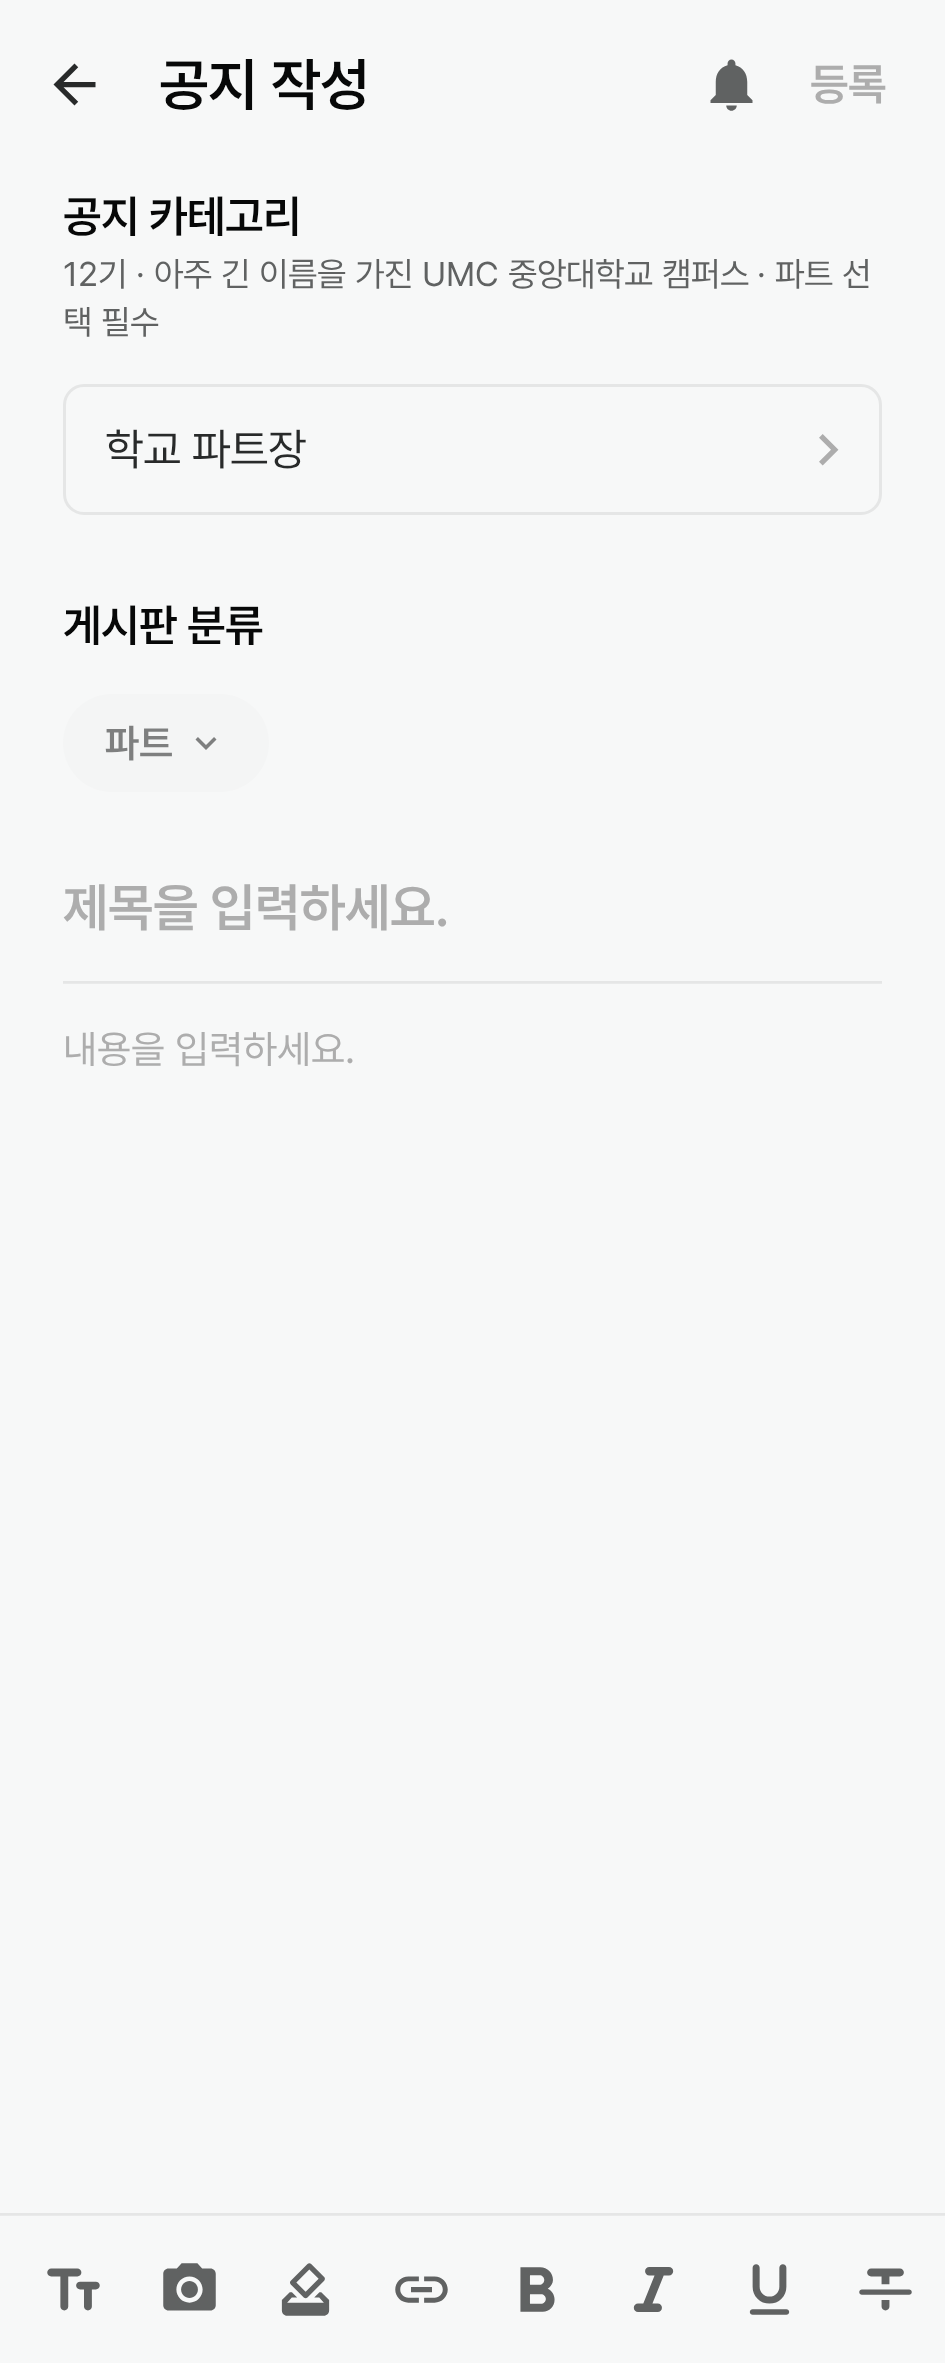 공지 작성
등록
공지 카테고리
12기 · 아주 긴 이름을 가진 UMC 중앙대학교 캠퍼스 · 파트 선
택 필수
학교 파트장
게시판 분류
파트
제목을 입력하세요.
내용을 입력하세요.